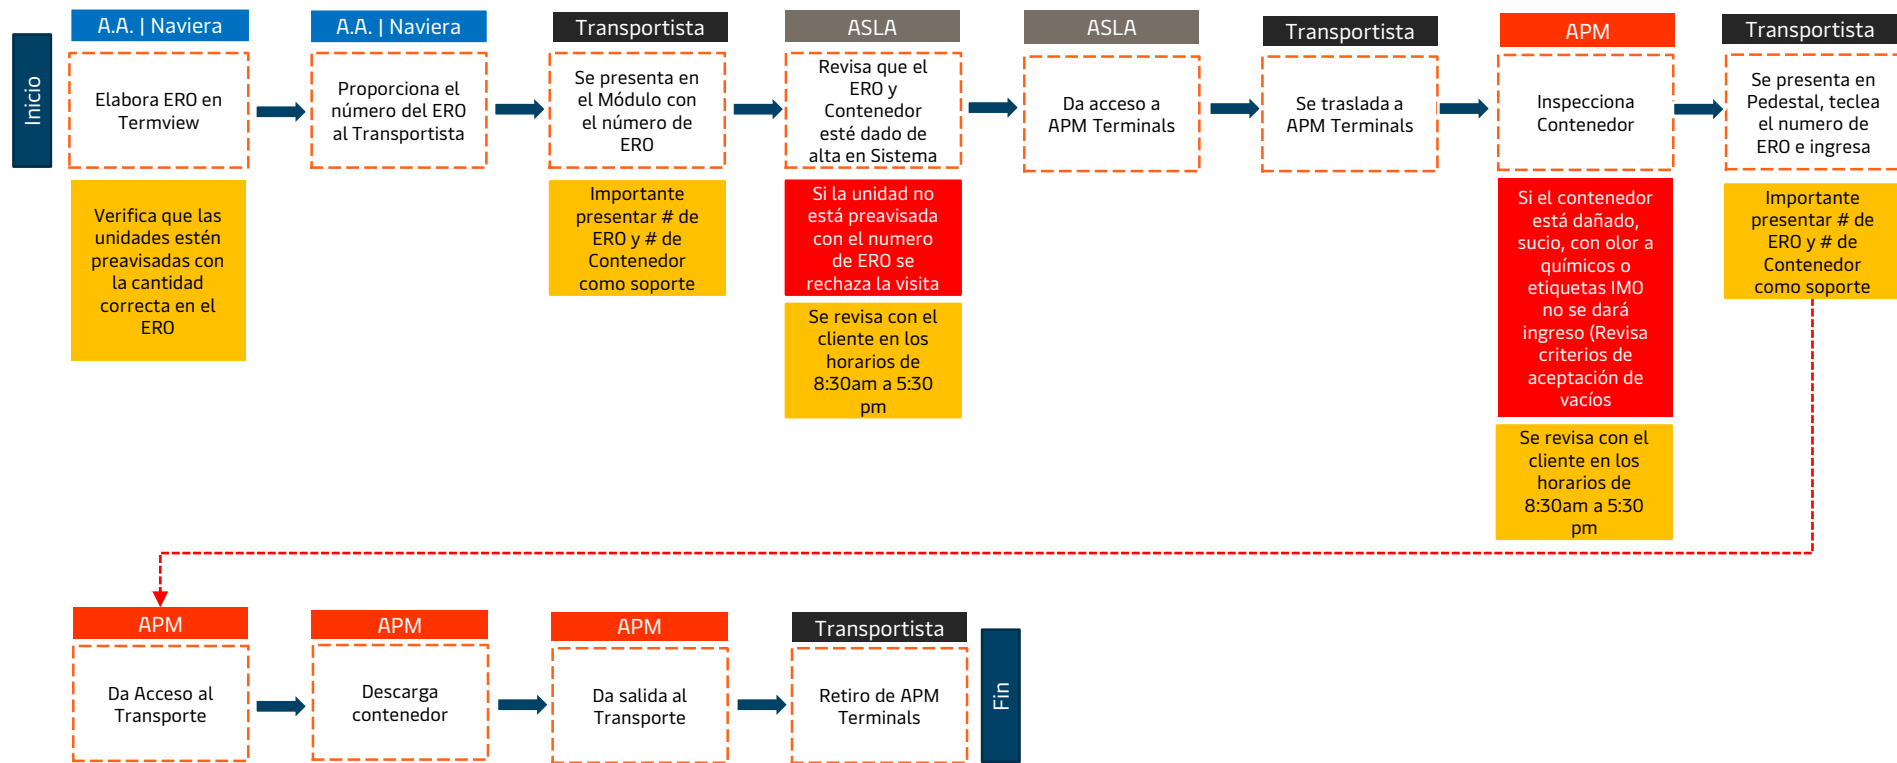 Inicio
A.A. | Naviera
Elabora ERO en
Termview
Verifica que las
unidades estén
preavisadas con
la cantidad
correcta en el
ERO
A.A. | Naviera
Proporciona el
número del ERO
al Transportista
Transportista
Se presenta en
el Módulo con
el número de
ERO
Importante
presentar # de
ERO y # de
Contenedor
como soporte
ASLA
Revisa que el
ERO y
Contenedor
esté dado de
alta en Sistema
Si la unidad no
está preavisada
con el numero
de ERO se
rechaza la visita
Se revisa con el
cliente en los
horarios de
8:30am a 5:30
pm
ASLA
Da acceso a
APM Terminals
Transportista
Se traslada a
APM Terminals
APM
Inspecciona
Contenedor
Si el contenedor
está dañado,
sucio, con olor a
químicos o
etiquetas IMO
no se dará
ingreso (Revisa
criterios de
aceptación de
vacíos
Se revisa con el
cliente en los
horarios de
8:30am a 5:30
pm
Transportista
Se presenta en
Pedestal, teclea
el numero de
ERO e ingresa
Importante
presentar # de
ERO y # de
Contenedor
como soporte
APM
Da Acceso al
Transporte
APM
Descarga
contenedor
APM
Da salida al
Transporte
Transportista
Retiro de APM
Terminals
Fin